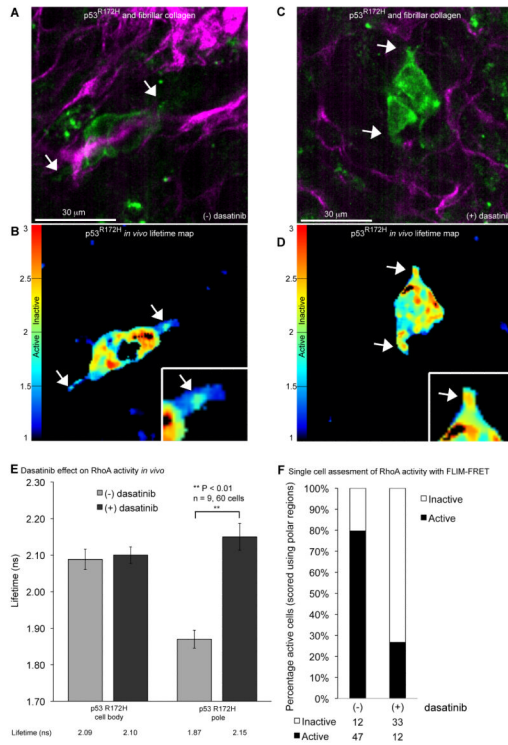 A
p53R172H and fibrillar collagen
(-) dasatinib
30 μm
C
p53R172H and fibrillar collagen
(+) dasatinib
30 μm
B
p53R172H in vivo lifetime map
3
2.5
2
1.5
1
Inactive
Active
D
p53R172H in vivo lifetime map
3
2.5
2
1.5
1
Inactive
Active
E Dasatinib effect on RhoA activity in vivo
(-) dasatinib
(+) dasatinib
** P < 0.01
n = 9, 60 cells
**
Lifetime (ns)
2.30
2.20
2.10
2.00
1.90
1.80
1.70
p53 R172H
cell body
p53 R172H
pole
Lifetime (ns) 2.09 2.10 1.87 2.15
F Single cell assesment of RhoA activity with FLIM-FRET
Inactive
Active
Percentage active cells (scored using polar regions)
100%
90%
80%
70%
60%
50%
40%
30%
20%
10%
0%
(-) (+) dasatinib
Inactive 12 33
Active 47 12